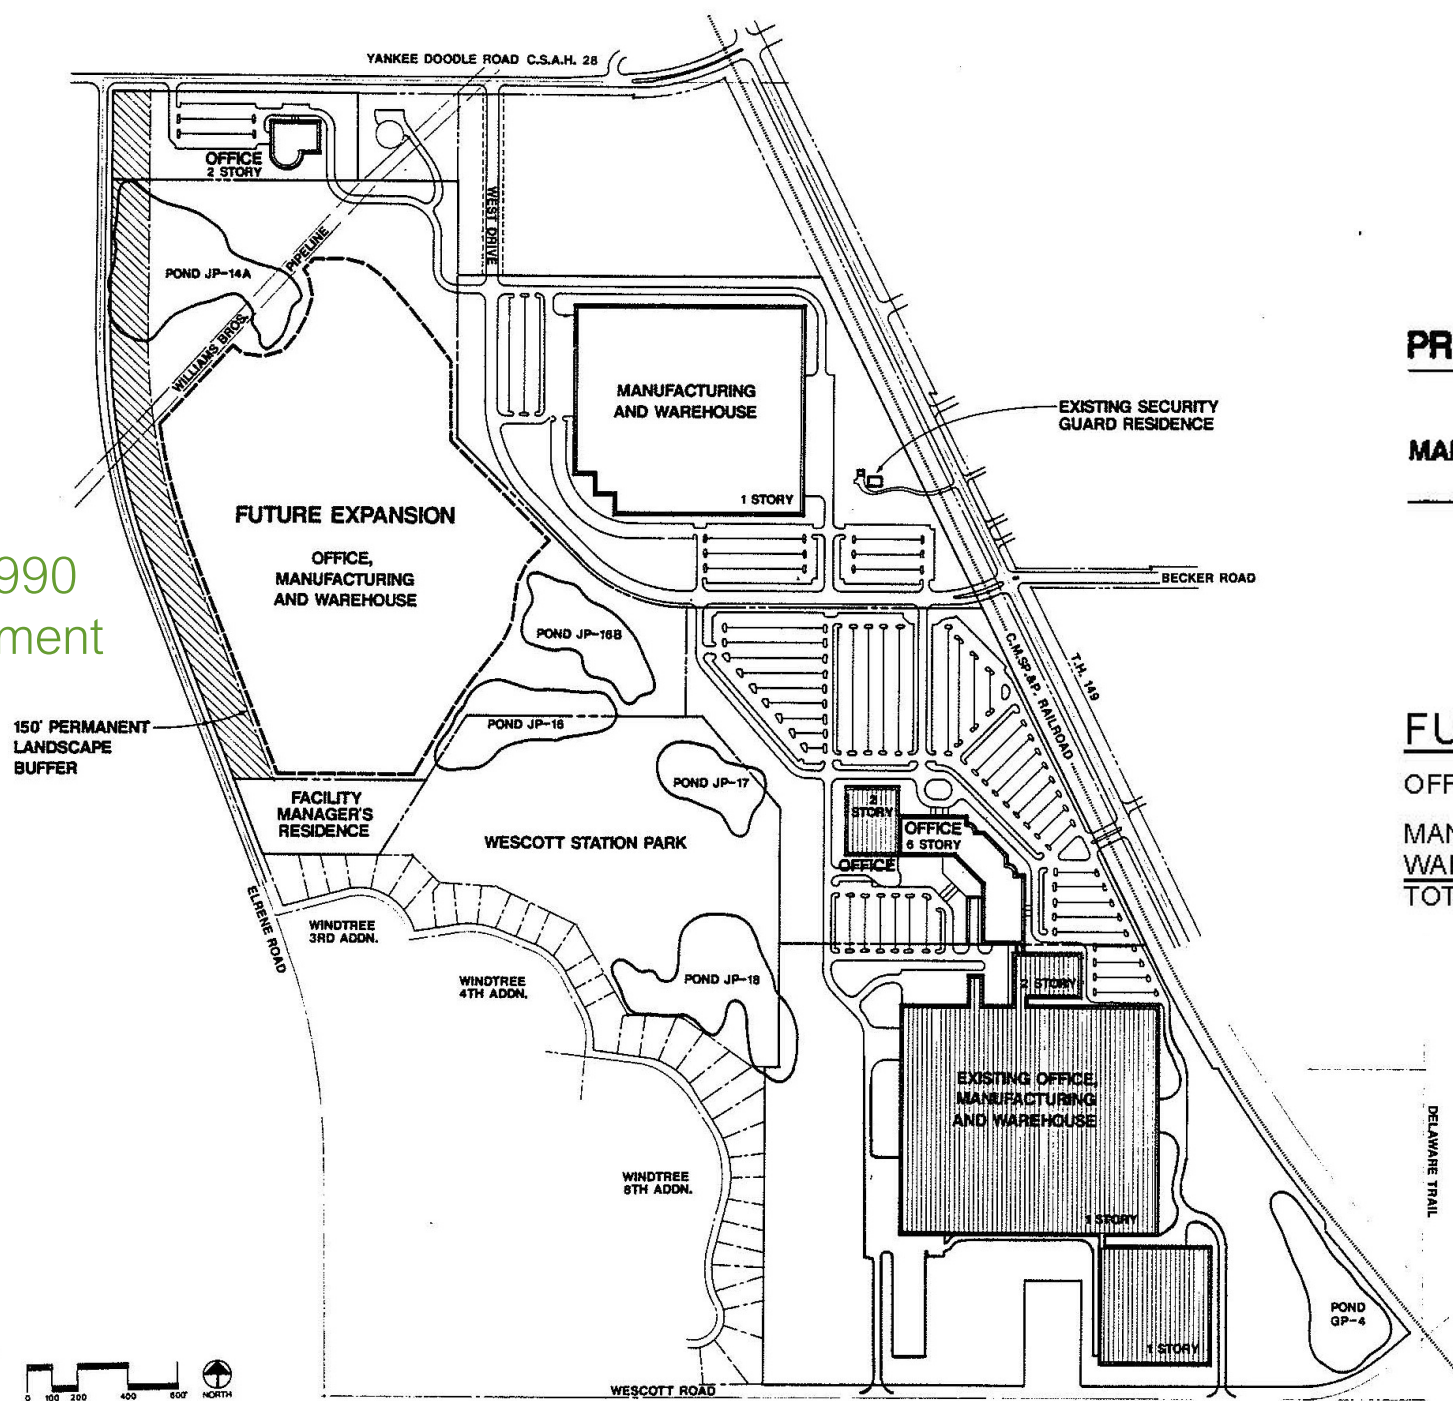 YANKEE DOODLE ROAD C.S.A.H. 28
OFFICE
2 STORY
WEST DRIVE
POND JP-14A
WILLIAMS BROS.
PIPELINE
MANUFACTURING
AND WAREHOUSE
1 STORY
EXISTING SECURITY
GUARD RESIDENCE
PR
MAI
FUTURE EXPANSION
OFFICE,
MANUFACTURING
AND WAREHOUSE
990
ment
BECKER ROAD
POND JP-16B
C.M.SP.&P. RAILROAD
T.H. 149
150' PERMANENT
LANDSCAPE
BUFFER
POND JP-16
POND JP-17
FU
OFF
MAN
WAR
TOT
FACILITY
MANAGER'S
RESIDENCE
WESCOTT STATION PARK
2
STORY
OFFICE
6 STORY
OFFICE
ELRENE ROAD
WINDTREE
3RD ADDN.
WINDTREE
4TH ADDN.
POND JP-18
2 STORY
EXISTING OFFICE,
MANUFACTURING
AND WAREHOUSE
1 STORY
WINDTREE
8TH ADDN.
DELAWARE TRAIL
POND
GP-4
1 STORY
0 100 200 400 600'
NORTH
WESCOTT ROAD